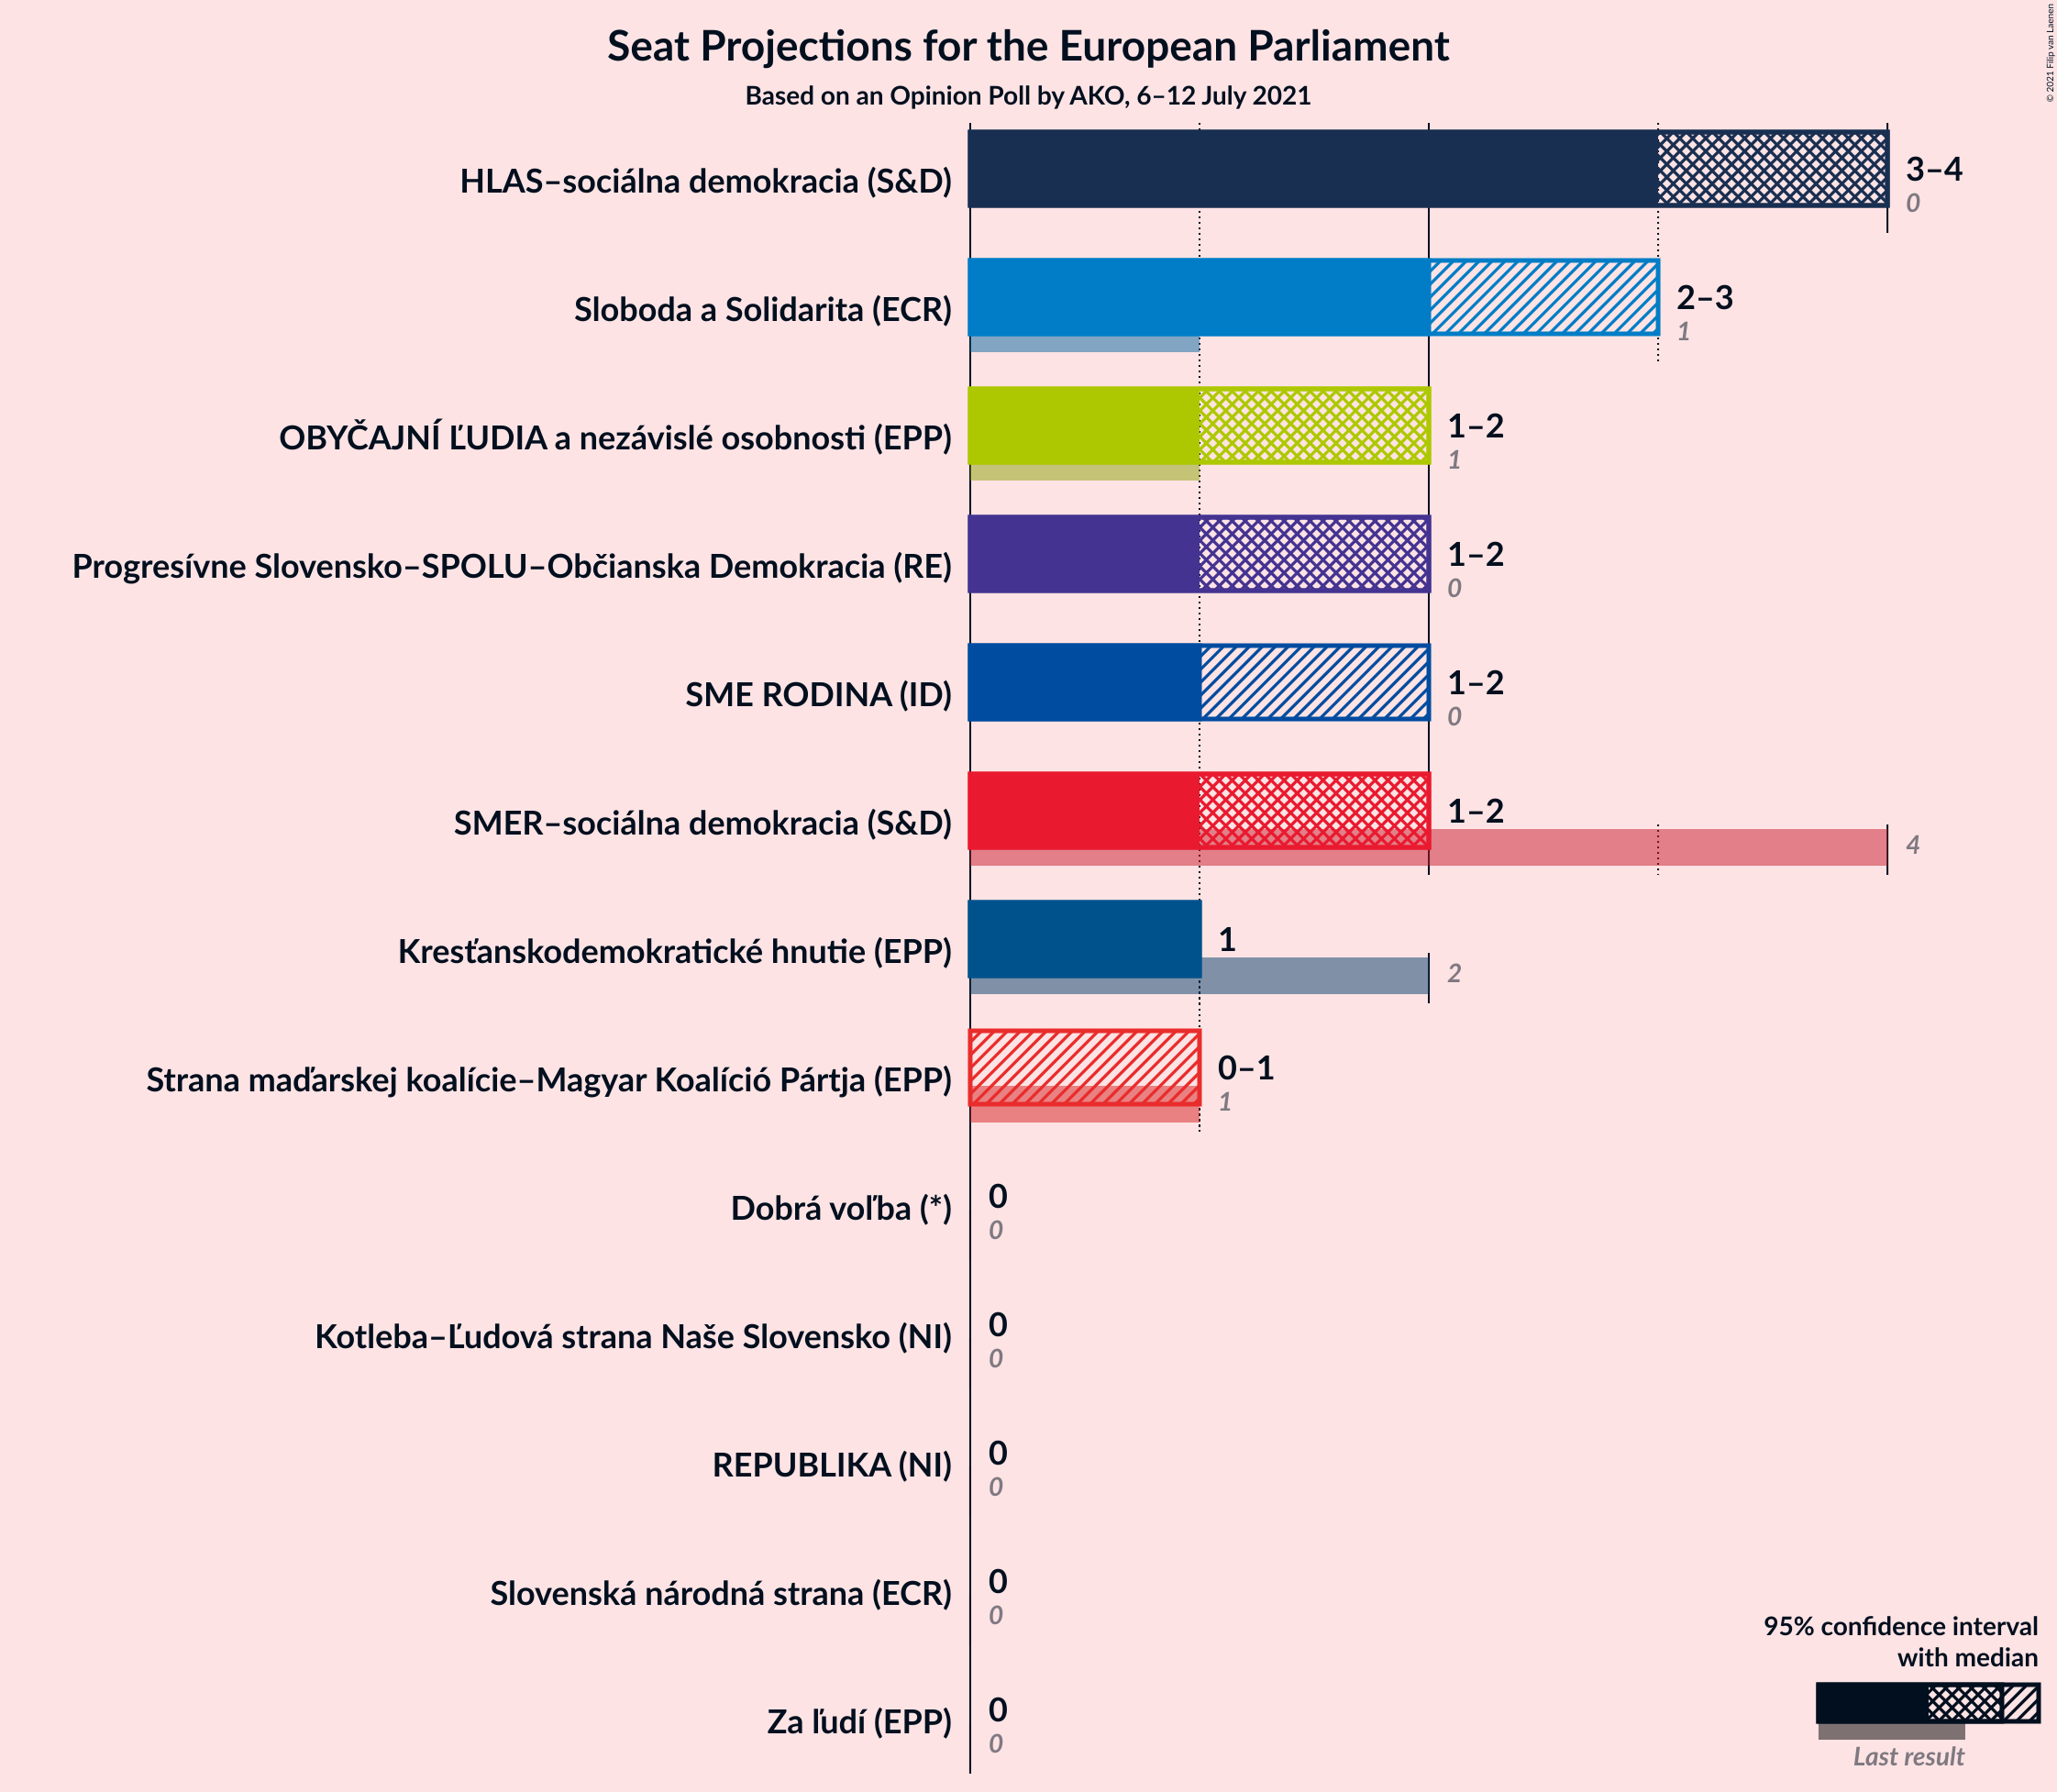 © 2021 Filip van Laenen
Seat Projections for the European Parliament
Based on an Opinion Poll by AKO, 6–12 July 2021
HLAS–sociálna demokracia (S&D)
3–4
0
Sloboda a Solidarita (ECR)
2–3
1
OBYČAJNÍ ĽUDIA a nezávislé osobnosti (EPP)
1–2
1
Progresívne Slovensko–SPOLU–Občianska Demokracia (RE)
1–2
0
SME RODINA (ID)
1–2
0
SMER–sociálna demokracia (S&D)
1–2
4
Kresťanskodemokratické hnutie (EPP)
1
2
Strana maďarskej koalície–Magyar Koalíció Pártja (EPP)
0–1
1
Dobrá voľba (*)
0
0
Kotleba–Ľudová strana Naše Slovensko (NI)
0
0
REPUBLIKA (NI)
0
0
Slovenská národná strana (ECR)
0
0
Za ľudí (EPP)
0
0
95% confidence interval
with median
Last result